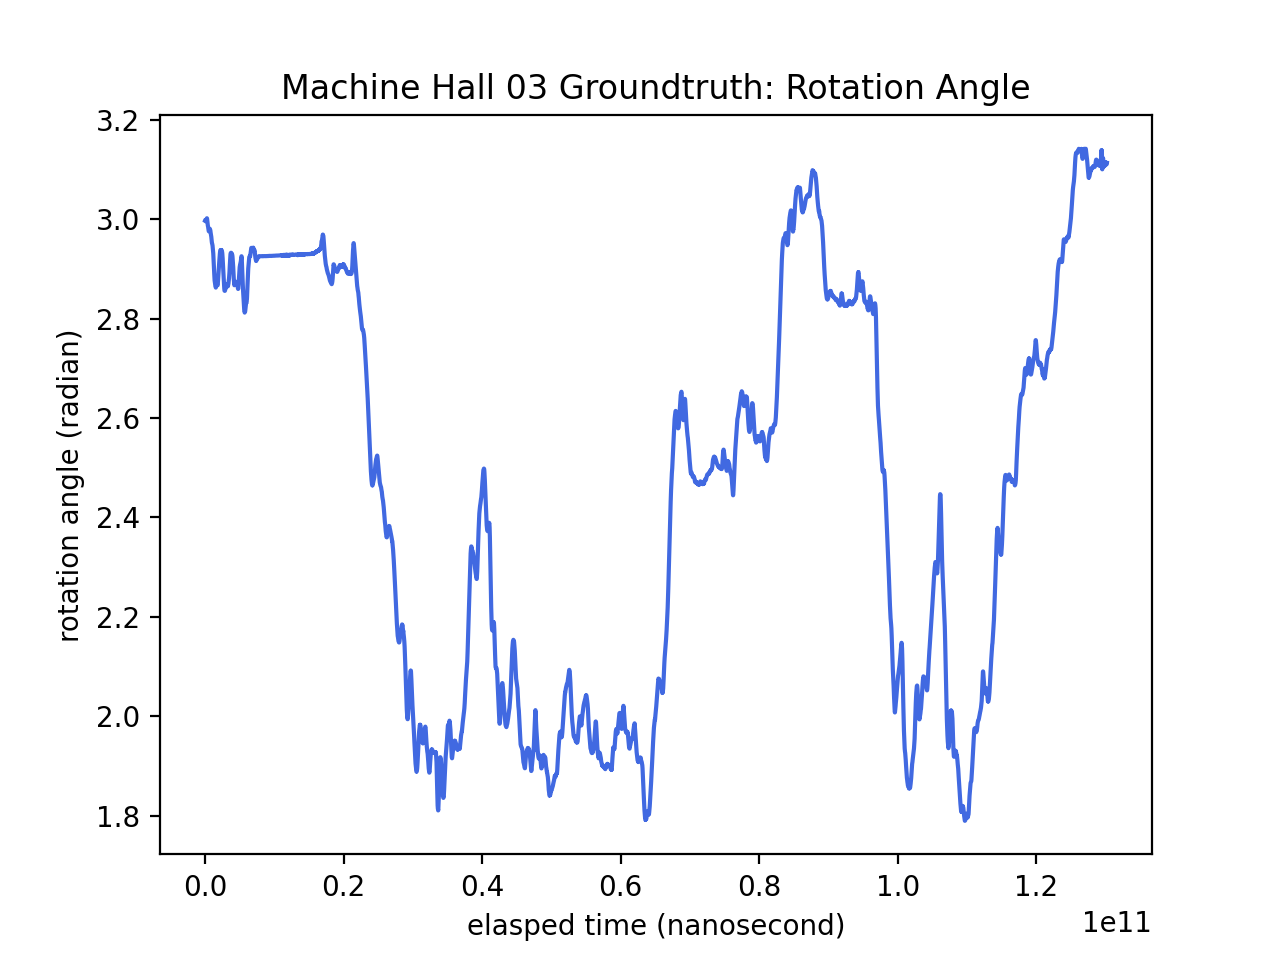 Machine Hall 03 Groundtruth: Rotation Angle
3.2
3.0
2.8
2.6
2.4
2.2
2.0
1.8
rotation angle (radian)
0.0 0.2 0.4 0.6 0.8 1.0 1.2
1e11
elasped time (nanosecond)